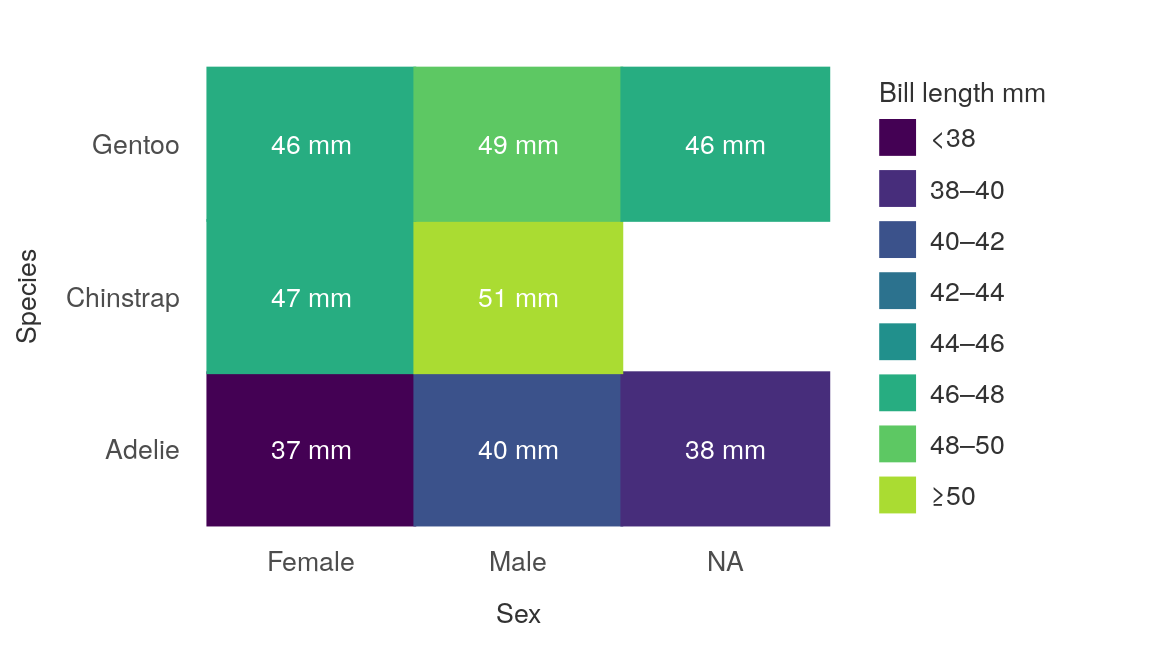 Bill length mm
<38
38–40
40–42
42–44
44–46
46–48
48–50
≥50
Species
Gentoo
46 mm
49 mm
46 mm
Chinstrap
47 mm
51 mm
Adelie
37 mm
40 mm
38 mm
Female
Male
NA
Sex